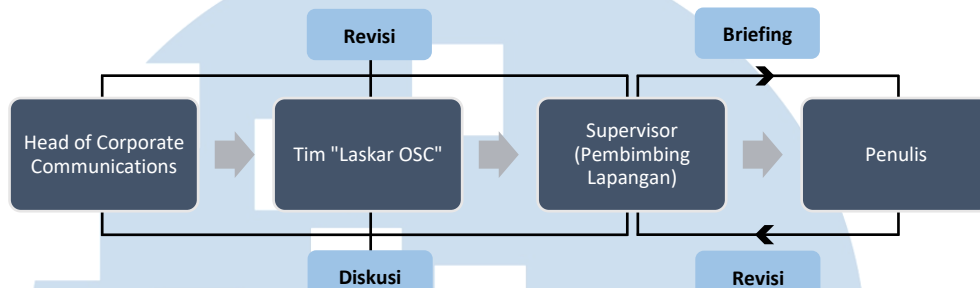 Revisi
Briefing
Head of Corporate
Communications
Tim "Laskar OSC"
Supervisor
(Pembimbing
Lapangan)
Penulis
Diskusi
Revisi